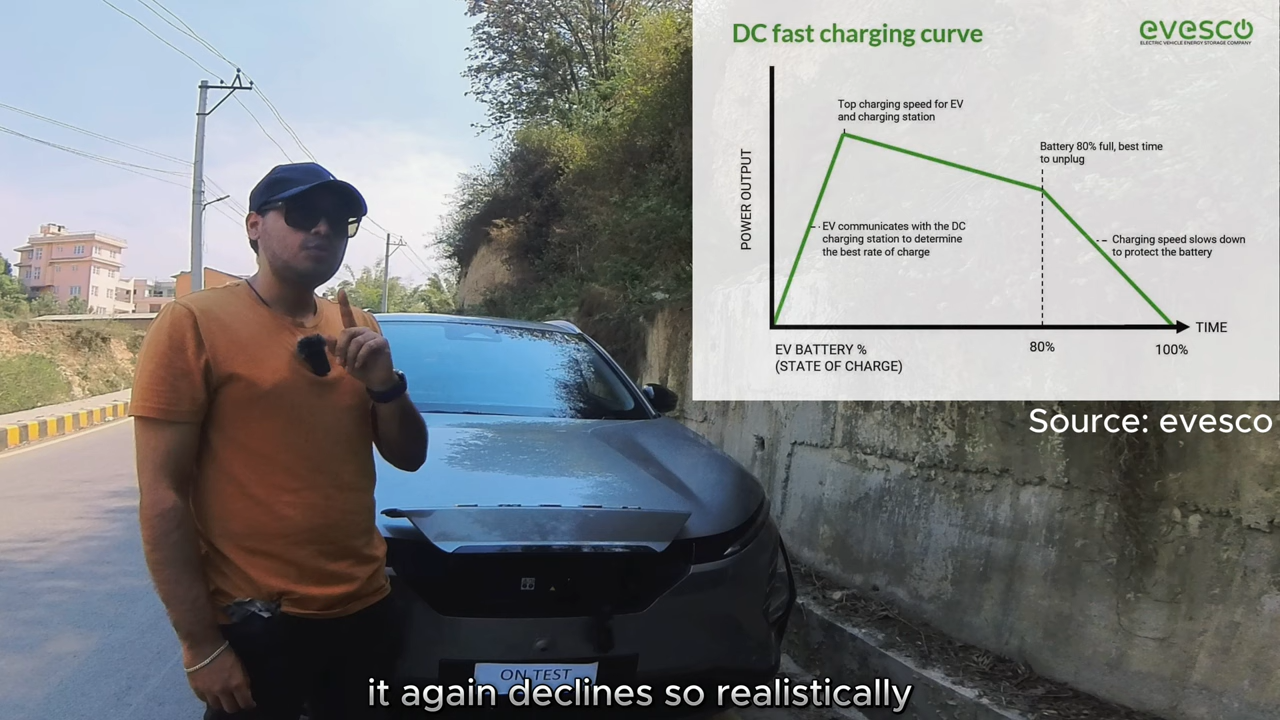 DC fast charging curve
evesco
ELECTRIC VEHICLE ENERGY STORAGE COMPANY
Top charging speed for EV
and charging station
Battery 80% full, best time
to unplug
POWER OUTPUT
EV communicates with the DC
charging station to determine
the best rate of charge
Charging speed slows down
to protect the battery
TIME
EV BATTERY %
(STATE OF CHARGE)
80%
100%
Source: evesco
ON TEST
it again declines so realistically